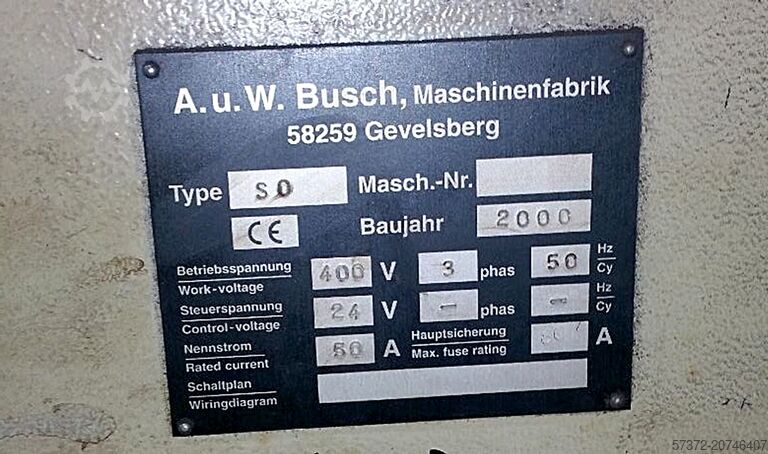 A. u. W. Busch, Maschinenfabrik
58259 Gevelsberg
Type SO Masch.-Nr.
CE Baujahr 2000
Betriebsspannung 400 V 3 phas 50 Hz
Work-voltage Cy
Steuerspannung 24 V – phas – Hz
Control-voltage Cy
Nennstrom 50 A Hauptsicherung A
Rated current Max. fuse rating
Schaltplan
Wiringdiagram
57372-20746407